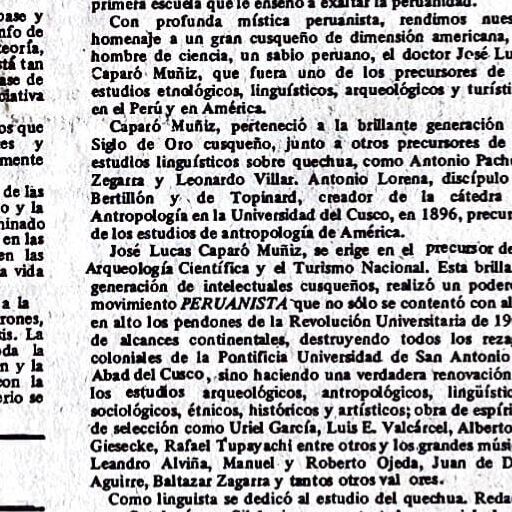 pase y
nfo de
teoría,
stá tan
ase de
ciativa
os que
es y
mente
de las
o y la
minado
en las
en las
a vida
a la
rones,
sis. La
oda la
n y la
con la
erio se
primera escuela que le enseñó a exaltar la peruanidad.
Con profunda mística peruanista, rendimos nues
homenaje a un gran cusqueño de dimensión americana,
hombre de ciencia, un sabio peruano, el doctor José Lu
Caparó Muñiz, que fuera uno de los precursores de
estudios etnológicos, linguísticos, arqueológicos y turísti
en el Perú y en América.
Caparó Muñiz, perteneció a la brillante generación
Siglo de Oro cusqueño, junto a otros precursores de
estudios linguísticos sobre quechua, como Antonio Pach
Zegarra y Leonardo Villar. Antonio Lorena, discípulo
Bertillón y de Topinard, creador de la cátedra
Antropología en la Universidad del Cusco, en 1896, precur
de los estudios de antropología de América.
José Lucas Caparó Muñiz, se erige en el precursor de
Arqueología Científica y el Turismo Nacional. Esta brilla
generación de intelectuales cusqueños, realizó un podero
movimiento PERUANISTA que no sólo se contentó con al
en alto los pendones de la Revolución Universitaria de 19
de alcances continentales, destruyendo todos los reza
coloniales de la Pontificia Universidad de San Antonio
Abad del Cusco, sino haciendo una verdadera renovación
los estudios arqueológicos, antropológicos, lingüístic
sociológicos, étnicos, históricos y artísticos; obra de espíri
de selección como Uriel García, Luis E. Valcárcel, Alberto
Giesecke, Rafael Tupayachi entre otros y los grandes músi
Leandro Alviña, Manuel y Roberto Ojeda, Juan de D
Aguirre, Baltazar Zagarra y tantos otros val ores.
Como linguista se dedicó al estudio del quechua. Reda